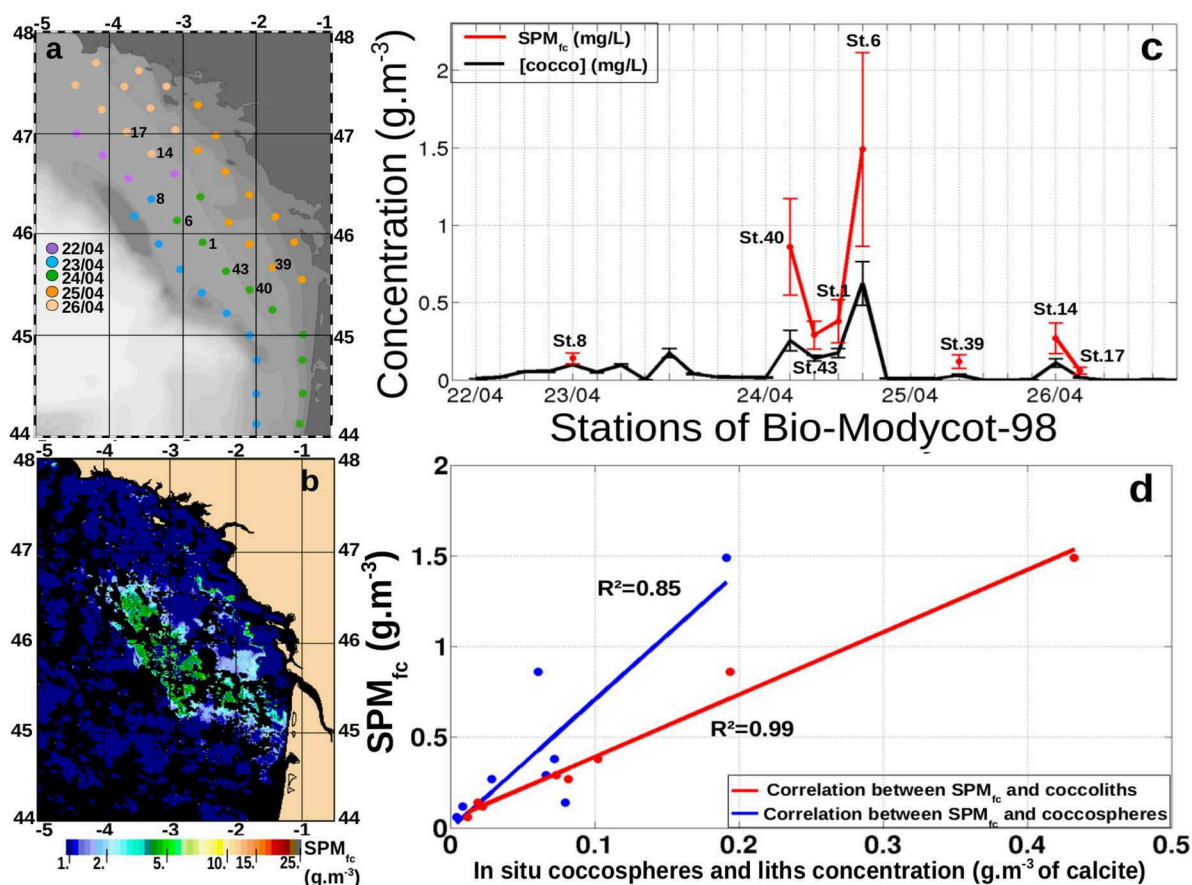 -5 -4 -3 -2 -1
48 48
a
47 47
17
14
8
6
46 46
1
43
39
40
22/04
23/04
24/04
25/04
26/04
45 45
44 44
-5 -4 -3 -2 -1
c
SPMfc (mg/L)
[cocco] (mg/L)
St.6
St.40
St.1
St.43
St.8
St.39
St.14
St.17
2
1.5
1
0.5
0
Concentration (g.m-3)
22/04 23/04 24/04 25/04 26/04
Stations of Bio-Modycot-98
48 48
b
47 47
46 46
45 45
44 44
-5 -4 -3 -2 -1
1. 2. 5. 10. 15. 25.
SPMfc
(g.m-3)
d
2
1.5
1
0.5
0
SPMfc (g.m-3)
R²=0.85
R²=0.99
Correlation between SPMfc and coccoliths
Correlation between SPMfc and coccospheres
0 0.1 0.2 0.3 0.4 0.5
In situ coccospheres and liths concentration (g.m-3 of calcite)